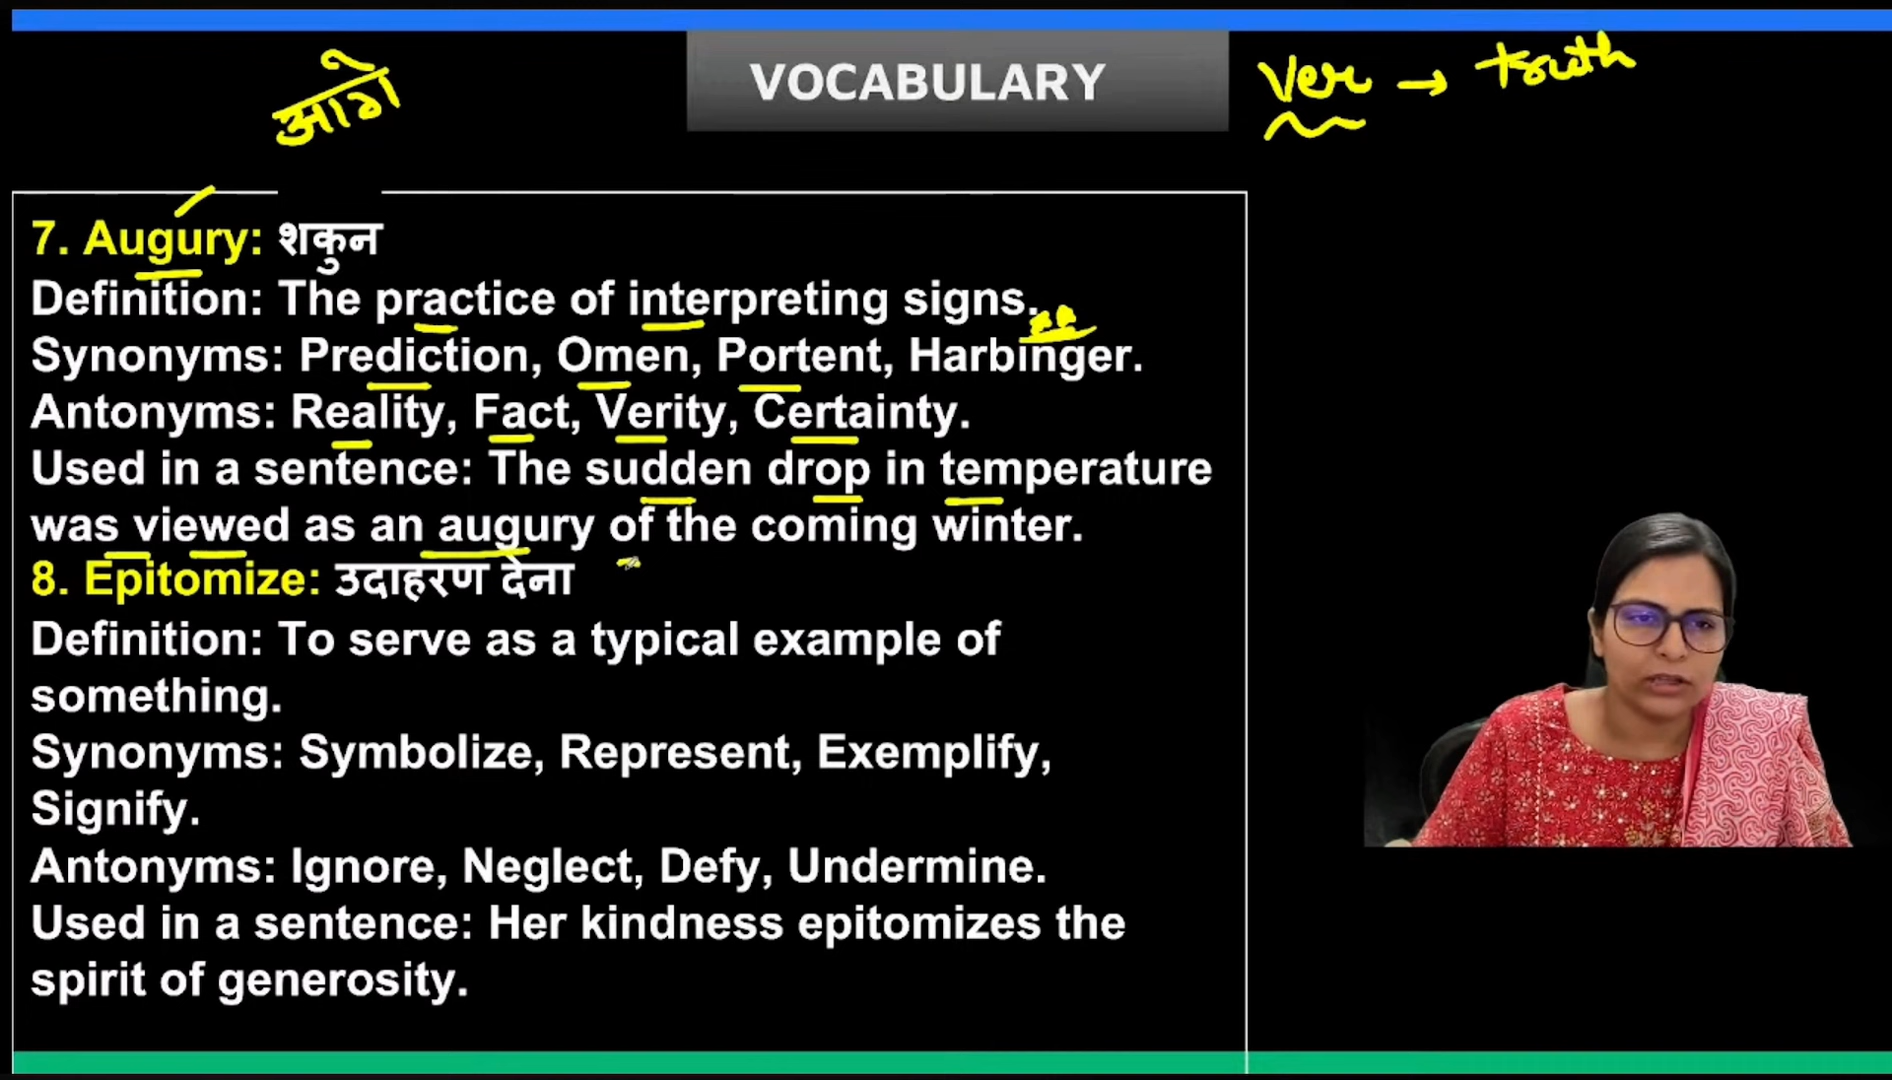 आगे
VOCABULARY
Ver → truth
7. Augury: शकुन
Definition: The practice of interpreting signs.
Synonyms: Prediction, Omen, Portent, Harbinger.
Antonyms: Reality, Fact, Verity, Certainty.
Used in a sentence: The sudden drop in temperature
was viewed as an augury of the coming winter.
8. Epitomize: उदाहरण देना
Definition: To serve as a typical example of
something.
Synonyms: Symbolize, Represent, Exemplify,
Signify.
Antonyms: Ignore, Neglect, Defy, Undermine.
Used in a sentence: Her kindness epitomizes the
spirit of generosity.